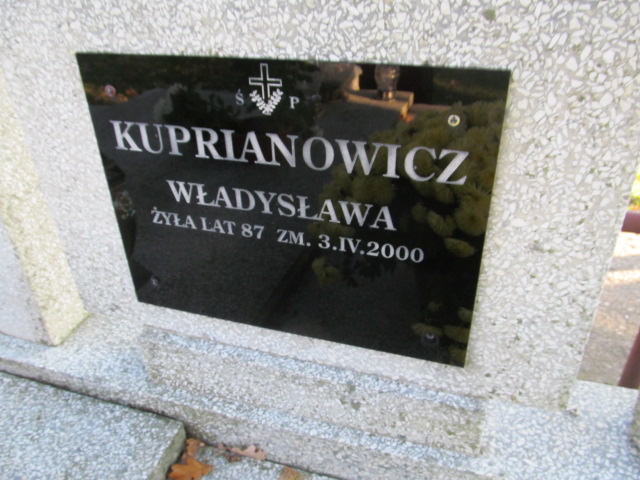 Ś P
KUPRIANOWICZ
WŁADYSŁAWA
ŻYŁA LAT 87 ZM. 3.IV.2000